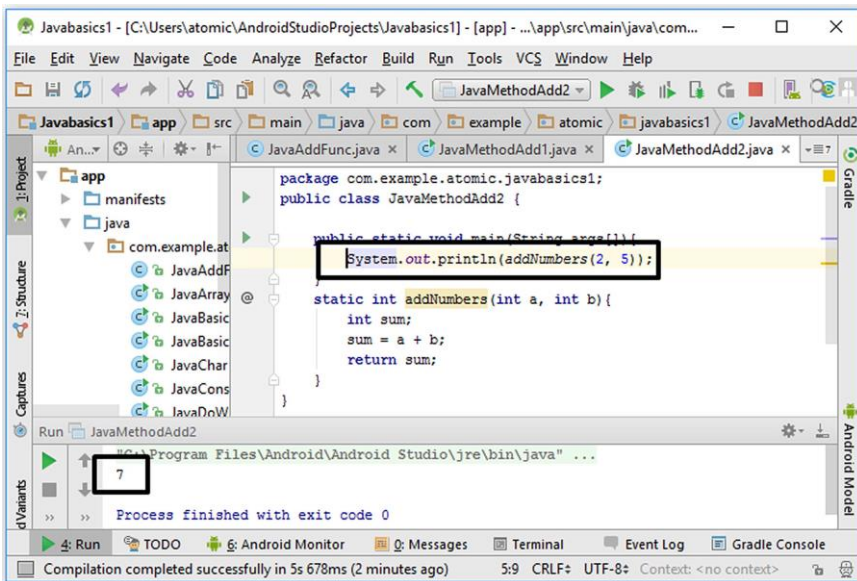 Javabasics1 - [C:\Users\atomic\AndroidStudioProjects\Javabasics1] - [app] - ...\app\src\main\java\com...
File Edit View Navigate Code Analyze Refactor Build Run Tools VCS Window Help
JavaMethodAdd2
Javabasics1 app src main java com example atomic javabasics1 JavaMethodAdd2
An... JavaAddFunc.java × JavaMethodAdd1.java × JavaMethodAdd2.java × 7
1: Project
7: Structure
Captures
d Variants
app
manifests
java
com.example.at
JavaAddF
JavaArray
JavaBasic
JavaBasic
JavaChar
JavaCons
JavaDoW
package com.example.atomic.javabasics1;
public class JavaMethodAdd2 {
public static void main(String args[]){
System.out.println(addNumbers(2, 5));
}
@ static int addNumbers(int a, int b){
int sum;
sum = a + b;
return sum;
}
}
Gradle
Android Model
Run JavaMethodAdd2
"C:\Program Files\Android\Android Studio\jre\bin\java" ...
7
Process finished with exit code 0
4: Run TODO 6: Android Monitor 0: Messages Terminal Event Log Gradle Console
Compilation completed successfully in 5s 678ms (2 minutes ago) 5:9 CRLF UTF-8 Context: <no context>